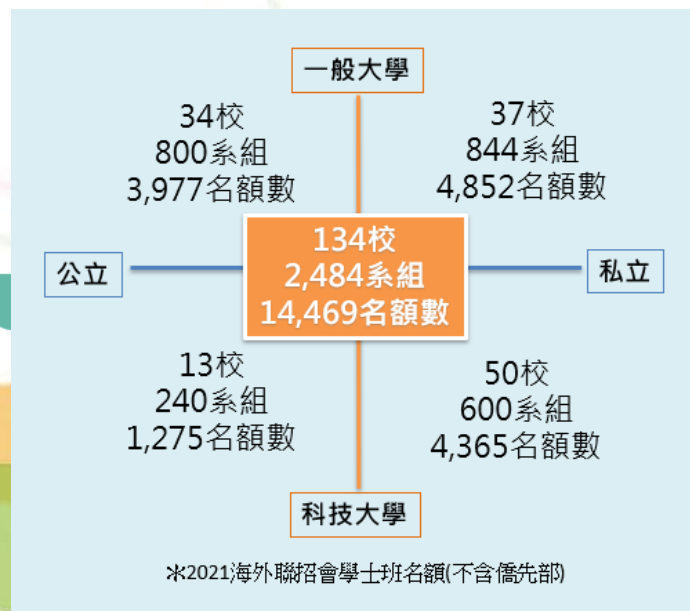 一般大學
34校
800系組
3,977名額數
37校
844系組
4,852名額數
公立
134校
2,484系組
14,469名額數
私立
13校
240系組
1,275名額數
50校
600系組
4,365名額數
科技大學
*2021海外聯招會學士班名額(不含僑先部)